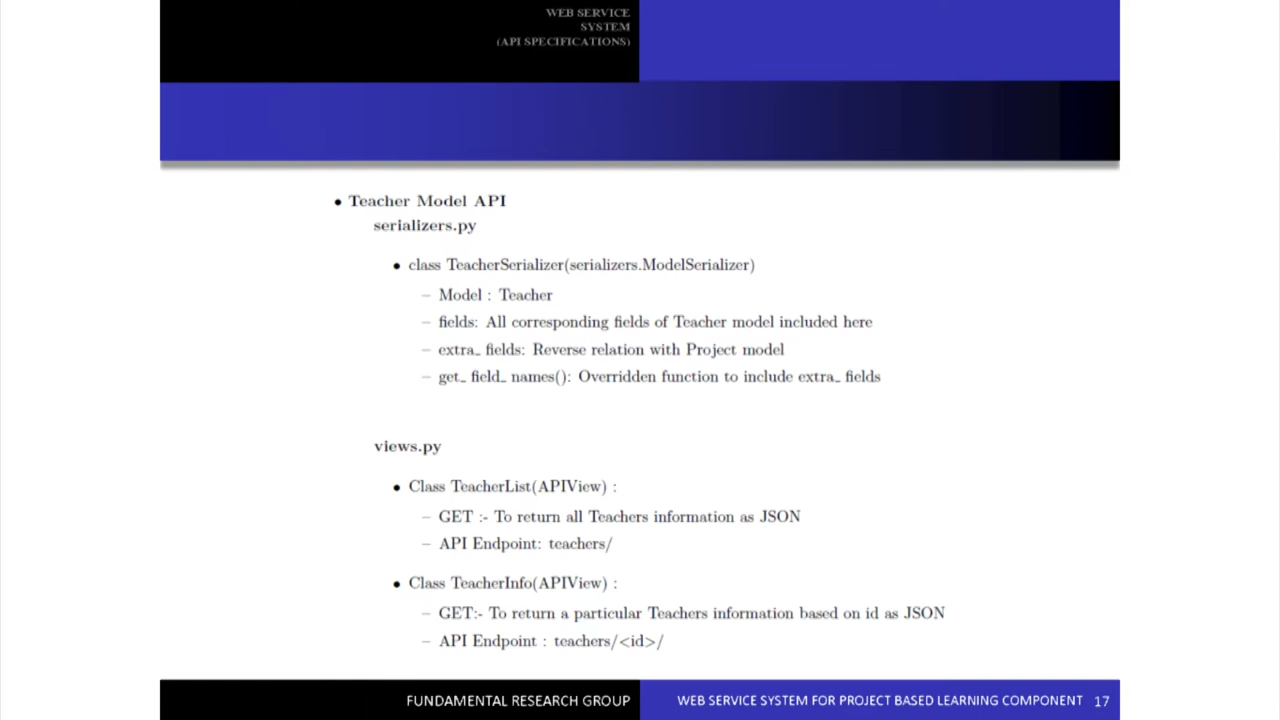 WEB SERVICE
SYSTEM
(API SPECIFICATIONS)
• Teacher Model API
serializers.py
• class TeacherSerializer(serializers.ModelSerializer)
– Model : Teacher
– fields: All corresponding fields of Teacher model included here
– extra_ fields: Reverse relation with Project model
– get_ field_ names(): Overridden function to include extra_ fields
views.py
• Class TeacherList(APIView) :
– GET :- To return all Teachers information as JSON
– API Endpoint: teachers/
• Class TeacherInfo(APIView) :
– GET:- To return a particular Teachers information based on id as JSON
– API Endpoint : teachers/<id>/
FUNDAMENTAL RESEARCH GROUP
WEB SERVICE SYSTEM FOR PROJECT BASED LEARNING COMPONENT 17